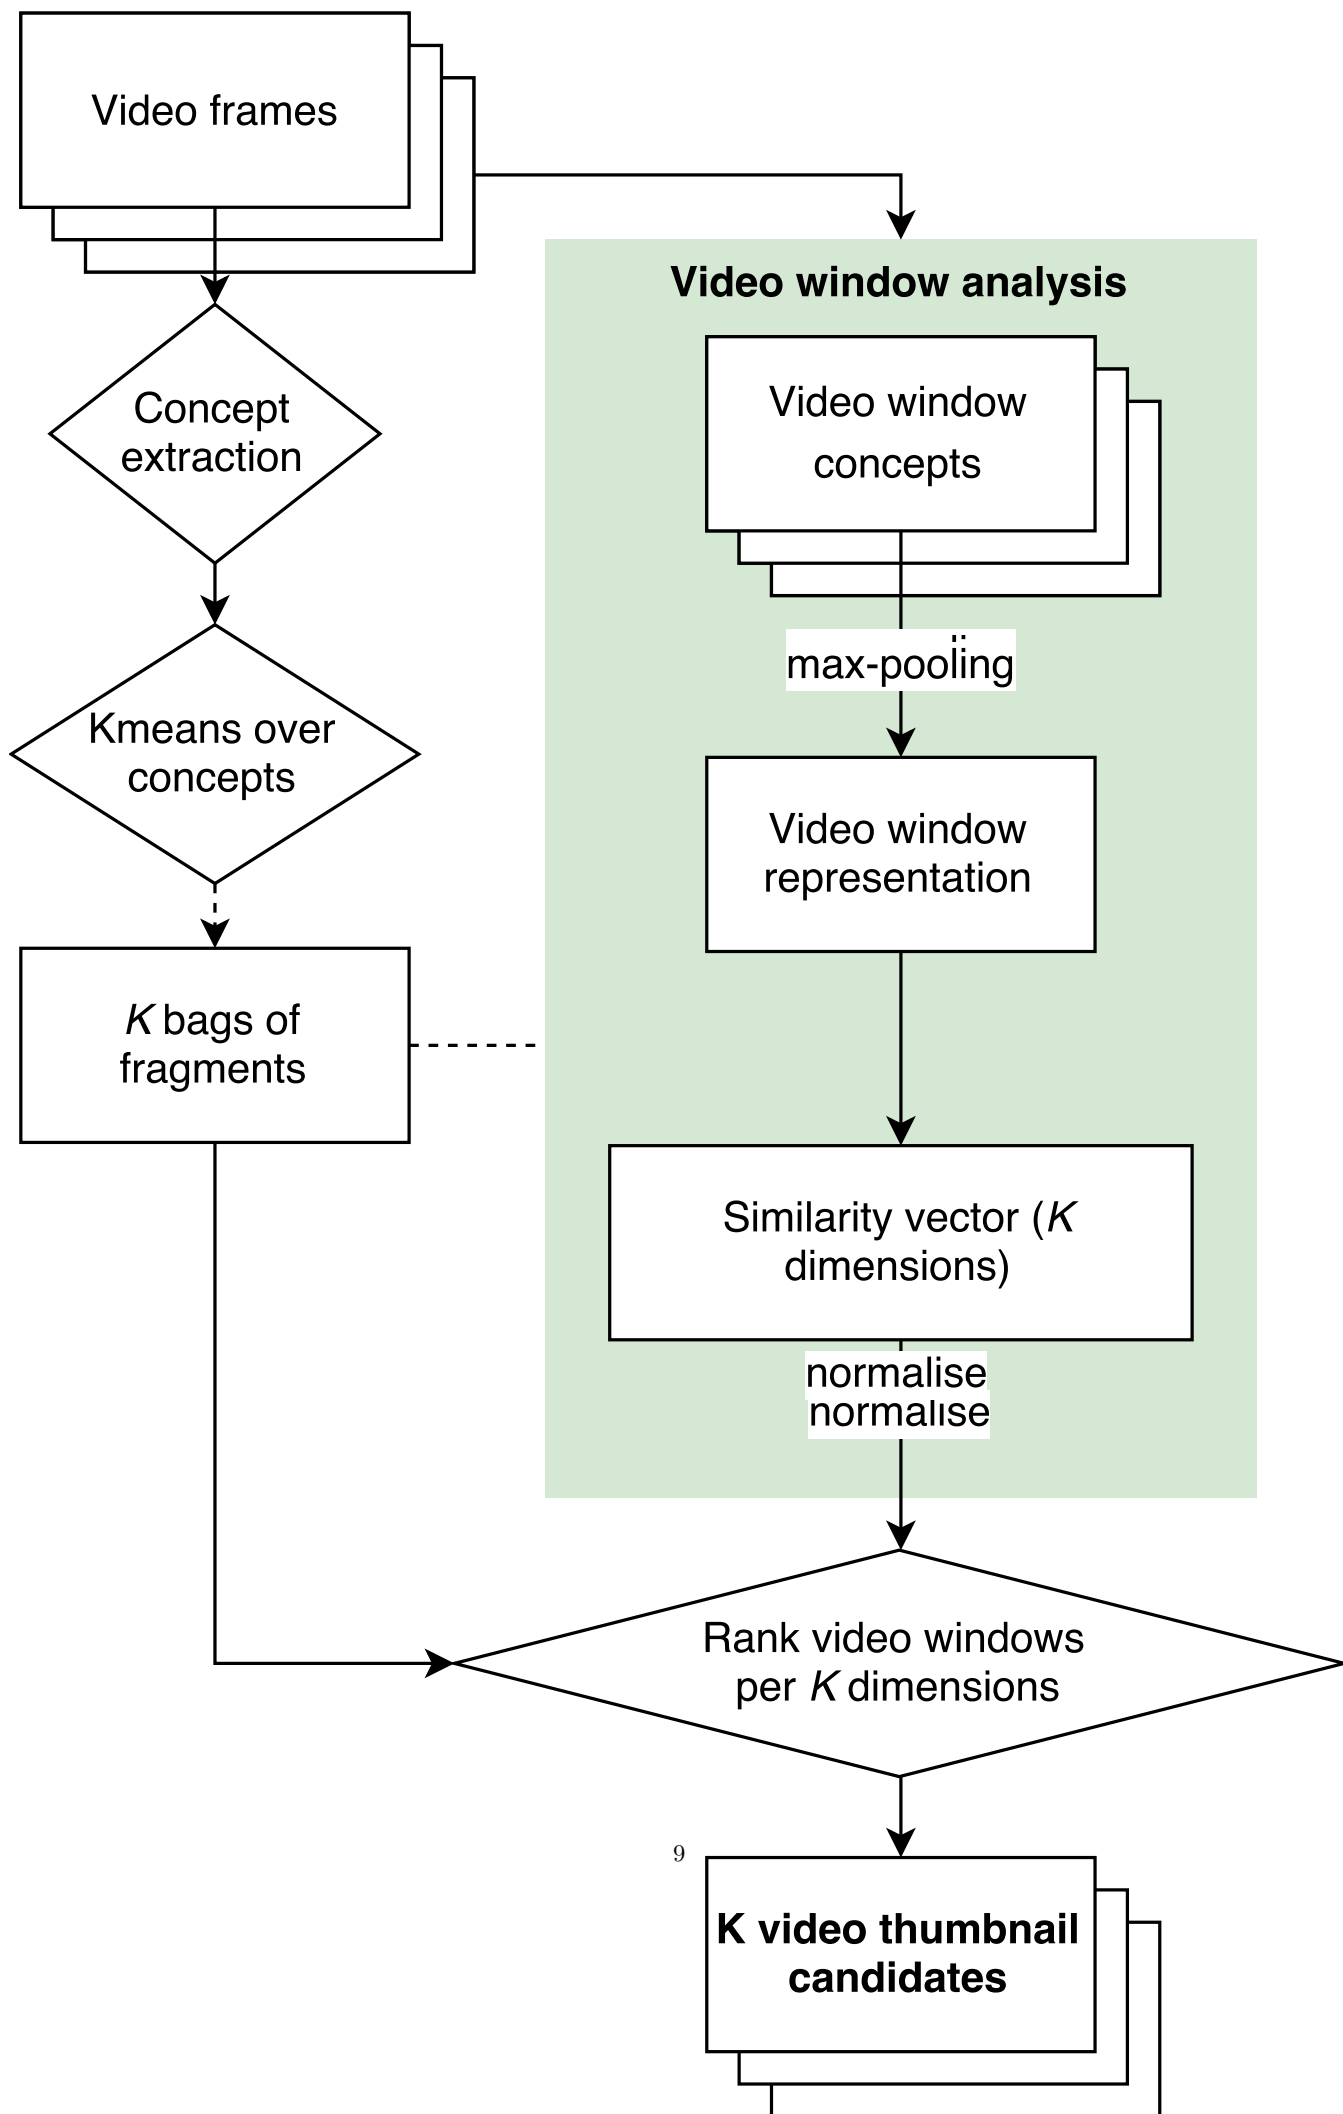 Video frames
Video window analysis
Concept
extraction
Video window
concepts
max-pooling
Kmeans over
concepts
Video window
representation
K bags of
fragments
Similarity vector (K
dimensions)
normalise
normalise
Rank video windows
per K dimensions
9
K video thumbnail
candidates